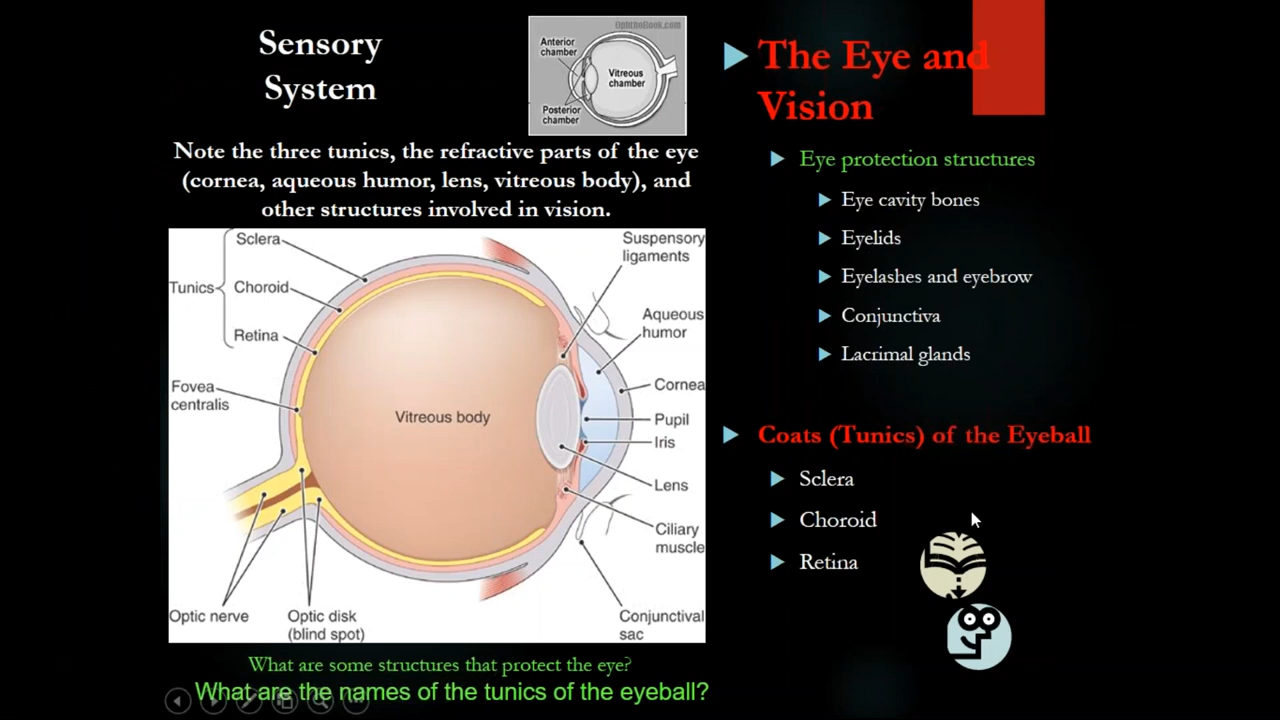 Sensory
System
OphthoBook.com
Anterior
chamber
Vitreous
chamber
Posterior
chamber
Note the three tunics, the refractive parts of the eye
(cornea, aqueous humor, lens, vitreous body), and
other structures involved in vision.
Sclera
Tunics
Choroid
Retina
Fovea
centralis
Vitreous body
Suspensory
ligaments
Aqueous
humor
Cornea
Pupil
Iris
Lens
Ciliary
muscle
Optic nerve
Optic disk
(blind spot)
Conjunctival
sac
What are some structures that protect the eye?
What are the names of the tunics of the eyeball?
The Eye and
Vision
Eye protection structures
Eye cavity bones
Eyelids
Eyelashes and eyebrow
Conjunctiva
Lacrimal glands
Coats (Tunics) of the Eyeball
Sclera
Choroid
Retina